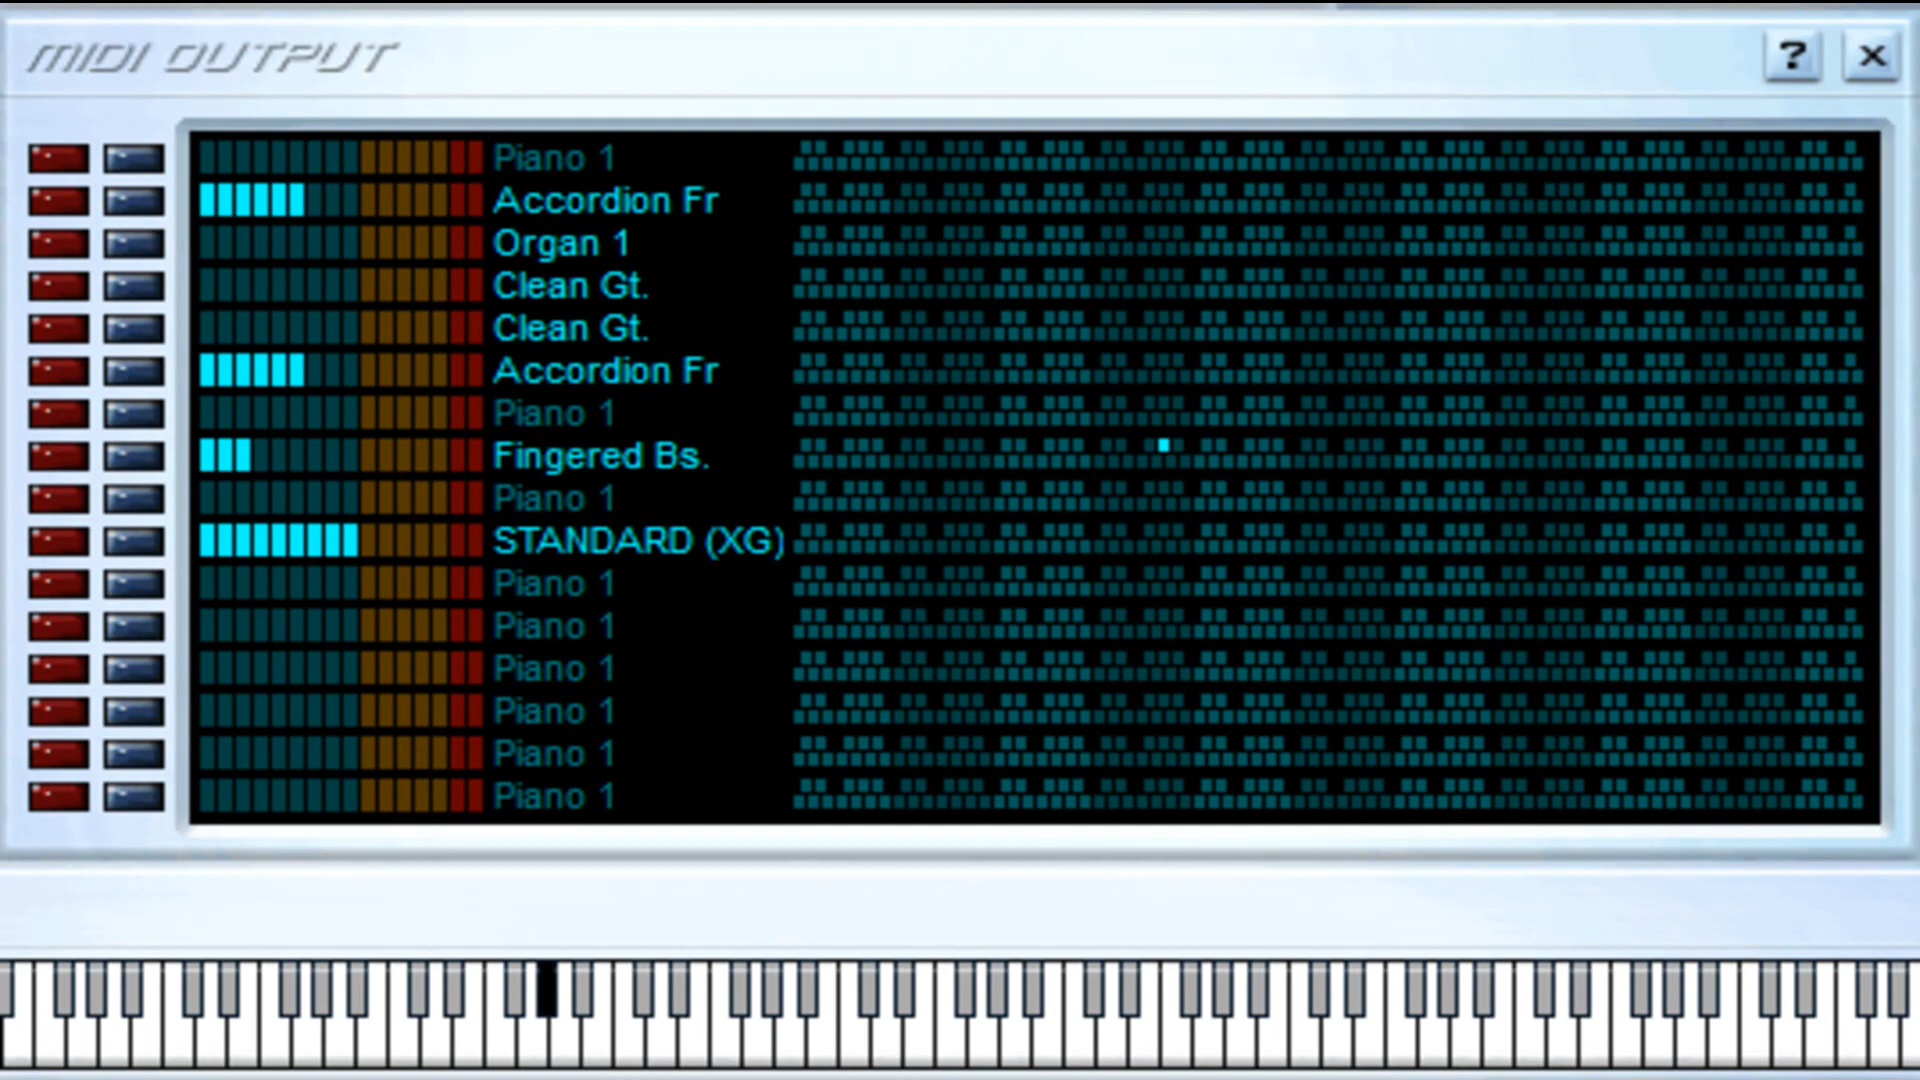 MIDI OUTPUT
? X
Piano 1
Accordion Fr
Organ 1
Clean Gt.
Clean Gt.
Accordion Fr
Piano 1
Fingered Bs.
Piano 1
STANDARD (XG)
Piano 1
Piano 1
Piano 1
Piano 1
Piano 1
Piano 1